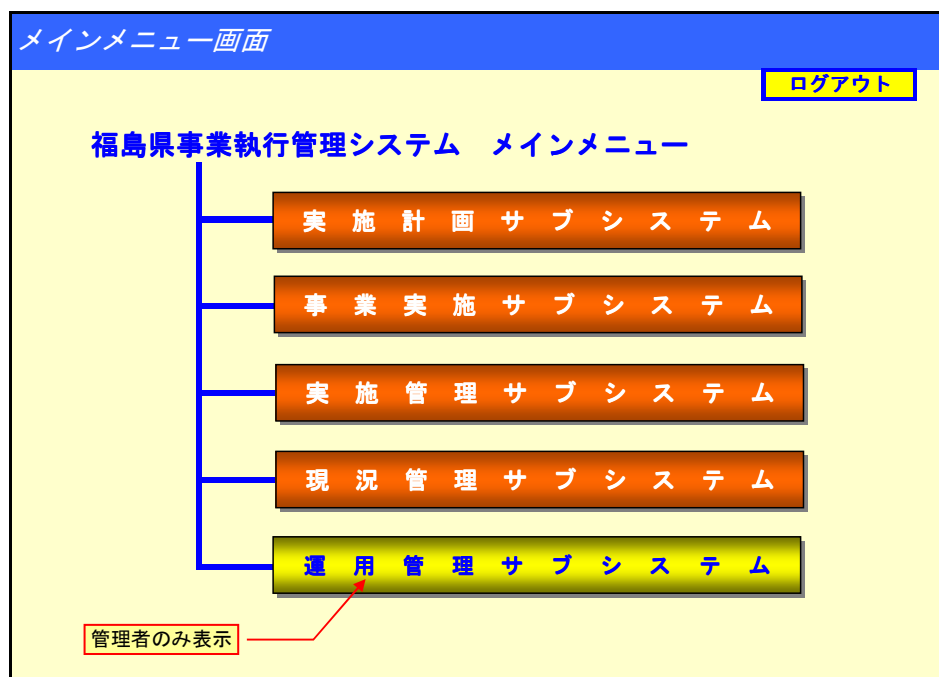 メインメニュー画面
ログアウト
福島県事業執行管理システム　メインメニュー
実施計画サブシステム
事業実施サブシステム
実施管理サブシステム
現況管理サブシステム
運用管理サブシステム
管理者のみ表示